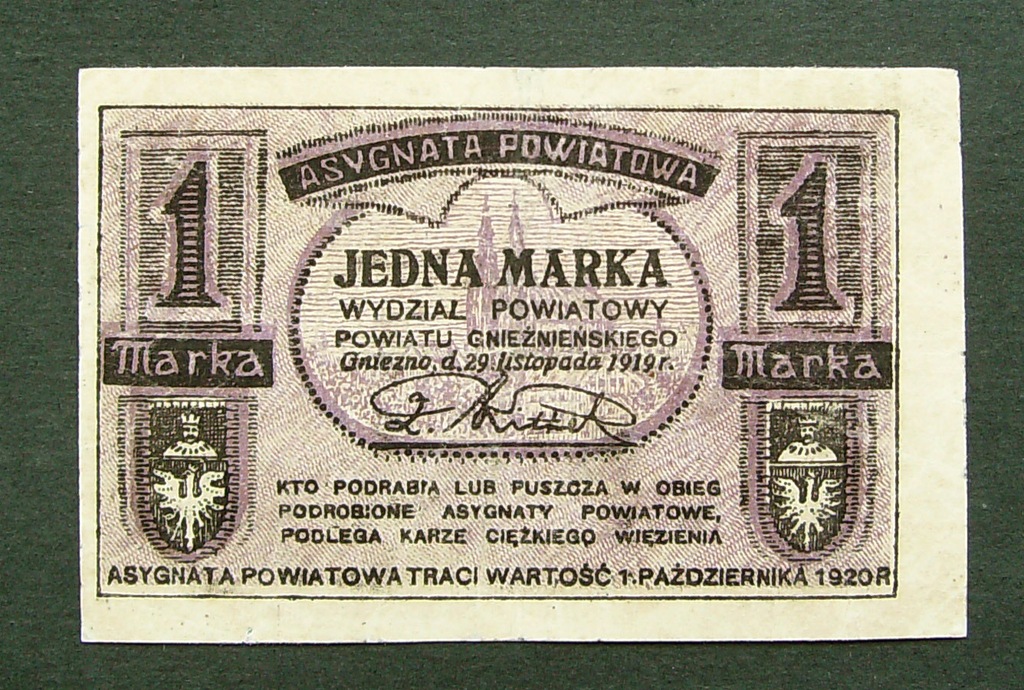 ASYGNATA POWIATOWA
1
1
JEDNA MARKA
WYDZIAŁ POWIATOWY
POWIATU GNIEŹNIEŃSKIEGO
Gniezno, d. 29. listopada 1919 r.
Marka
Marka
KTO PODRABIA LUB PUSZCZA W OBIEG
PODROBIONE ASYGNATY POWIATOWE,
PODLEGA KARZE CIĘŻKIEGO WIĘZIENIA
ASYGNATA POWIATOWA TRACI WARTOŚĆ 1. PAŹDZIERNIKA 1920 R